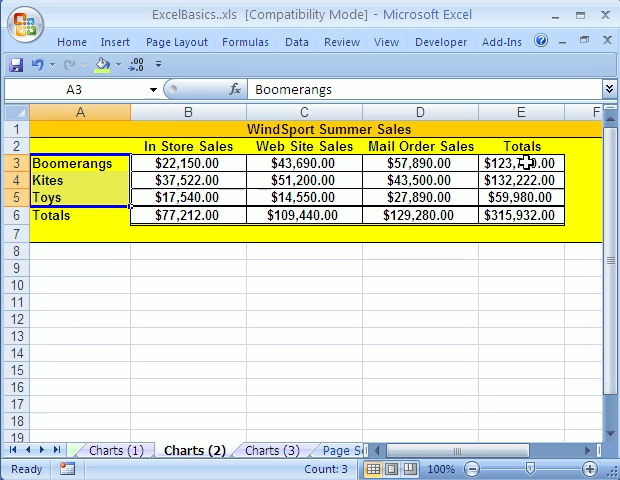 ExcelBasics..xls [Compatibility Mode] - Microsoft Excel
Home Insert Page Layout Formulas Data Review View Developer Add-Ins
A3 fx Boomerangs
A B C D E F
1 WindSport Summer Sales
2 In Store Sales Web Site Sales Mail Order Sales Totals
3 Boomerangs $22,150.00 $43,690.00 $57,890.00
4 Kites $37,522.00 $51,200.00 $43,500.00 $132,222.00
5 Toys $17,540.00 $14,550.00 $27,890.00 $59,980.00
6 Totals $77,212.00 $109,440.00 $129,280.00 $315,932.00
7
8
9
10
11
12
13
14
15
16
17
18
19
Charts (1) Charts (2) Charts (3) Page
Ready Count: 3 100%